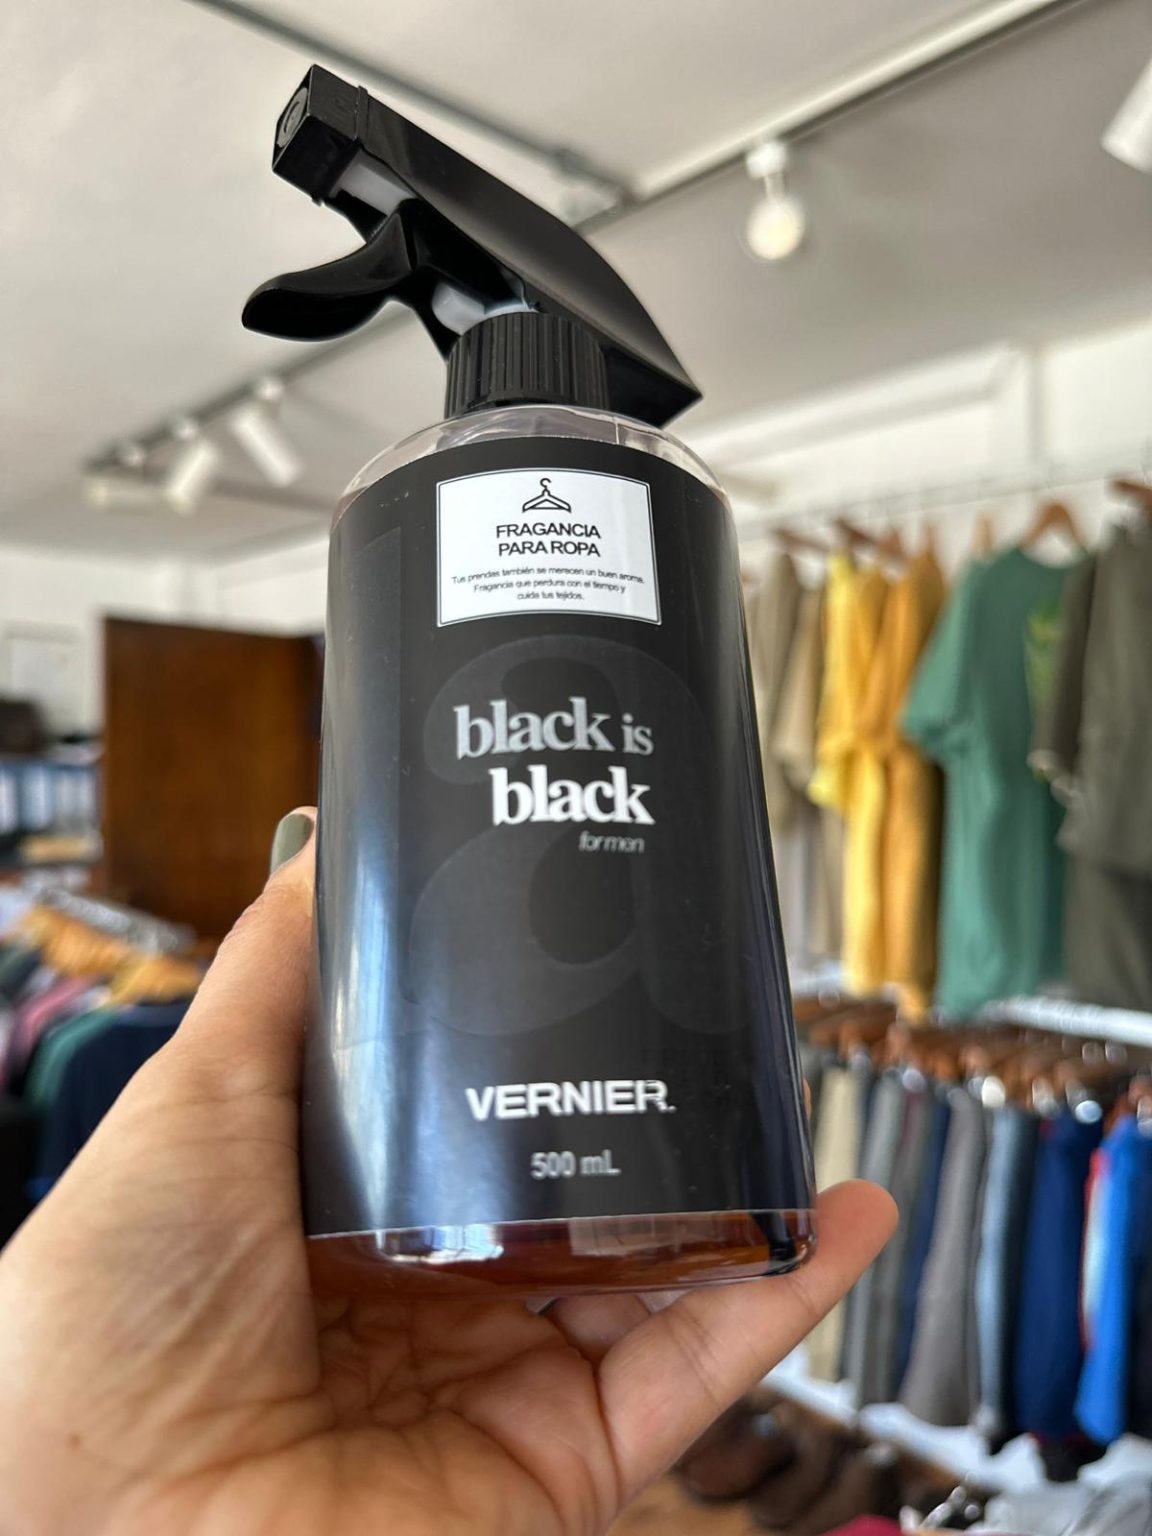 FRAGANCIA
PARA ROPA
Tus prendas también se merecen un buen aroma.
Fragancia que perdura con el tiempo y
cuida tus tejidos.
black is
black
for men
VERNIER.
500 mL